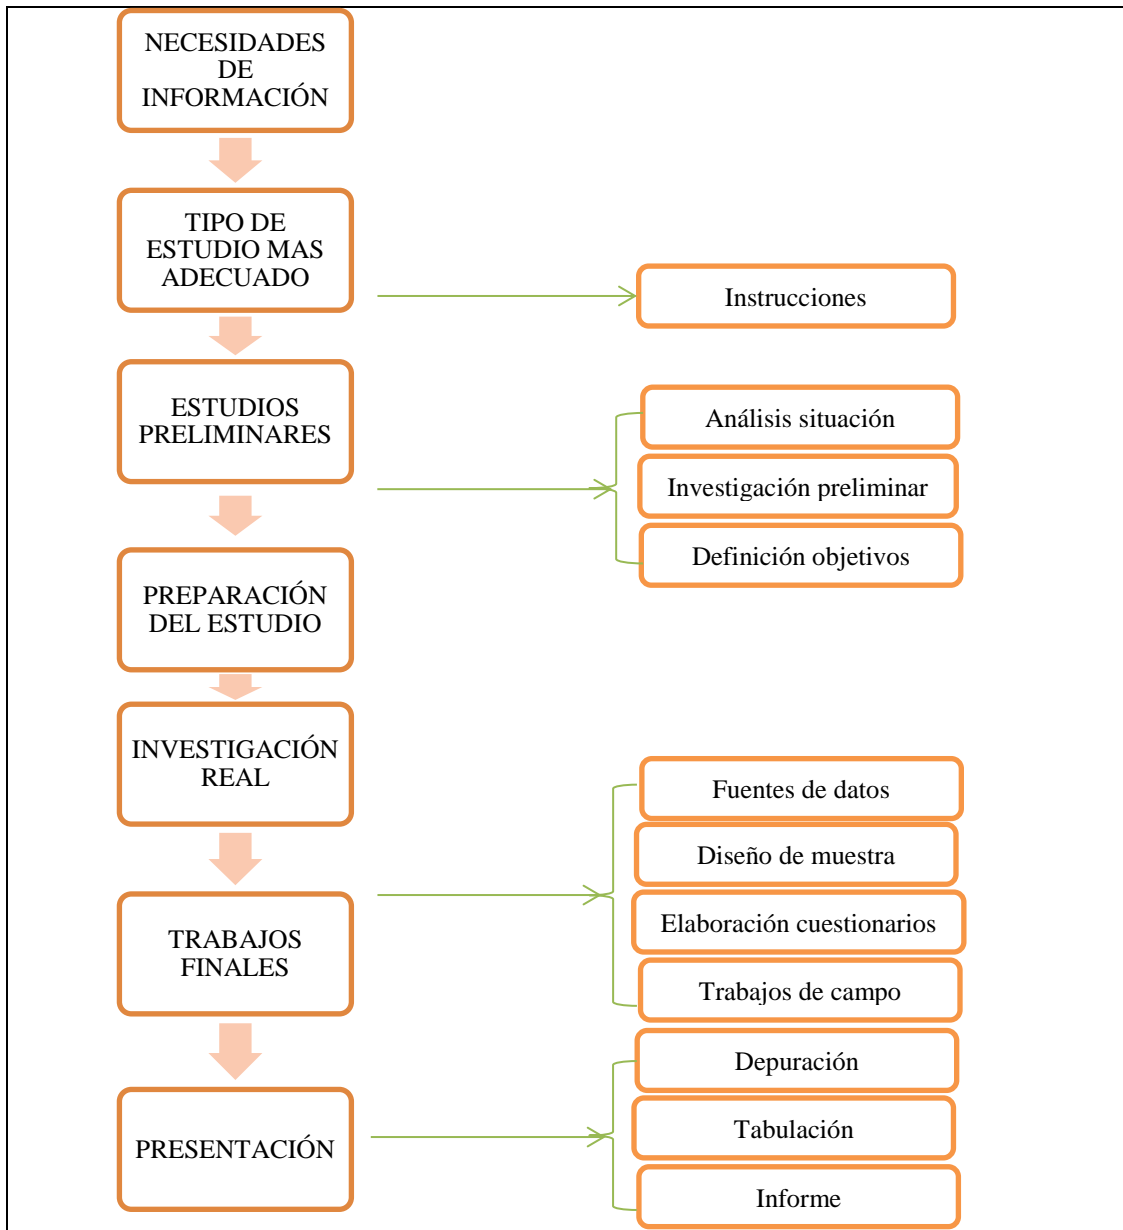 NECESIDADES
DE
INFORMACIÓN
TIPO DE
ESTUDIO MAS
ADECUADO
Instrucciones
ESTUDIOS
PRELIMINARES
Análisis situación
Investigación preliminar
Definición objetivos
PREPARACIÓN
DEL ESTUDIO
INVESTIGACIÓN
REAL
Fuentes de datos
Diseño de muestra
Elaboración cuestionarios
Trabajos de campo
TRABAJOS
FINALES
Depuración
Tabulación
Informe
PRESENTACIÓN